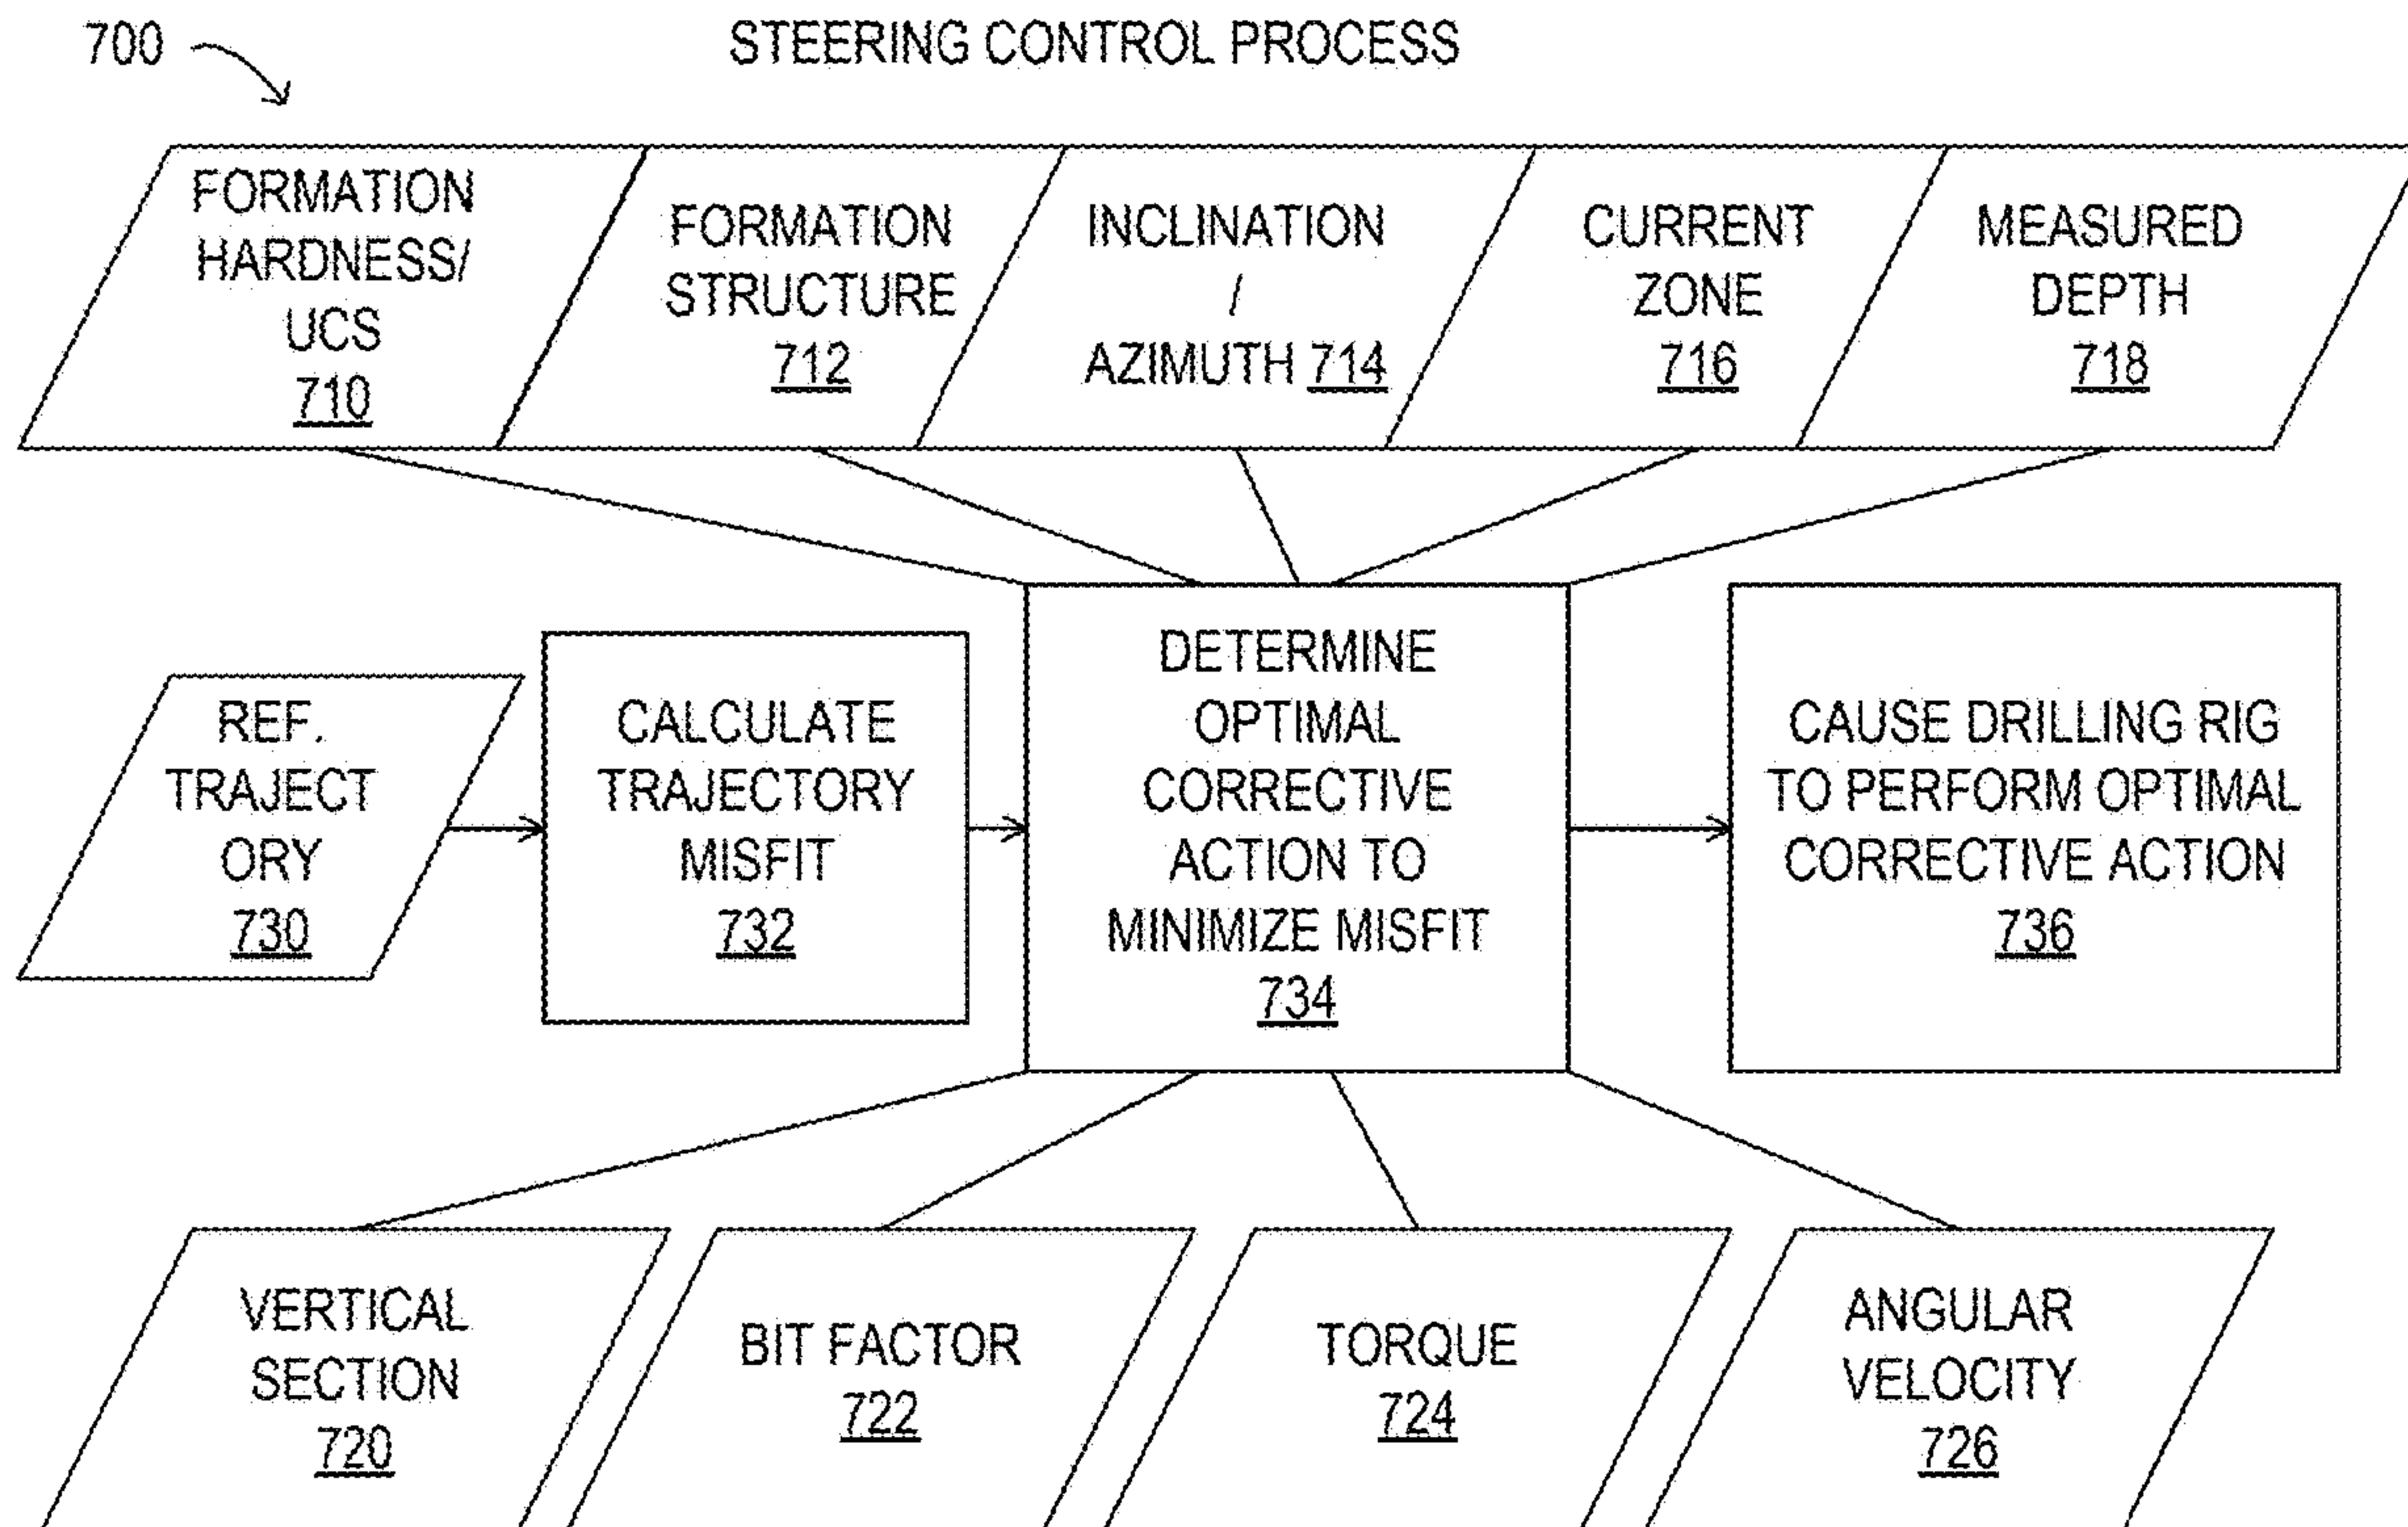 700
STEERING CONTROL PROCESS
FORMATION
HARDNESS/
UCS
710
FORMATION
STRUCTURE
712
INCLINATION
/
AZIMUTH 714
CURRENT
ZONE
716
MEASURED
DEPTH
718
REF.
TRAJECT
ORY
730
CALCULATE
TRAJECTORY
MISFIT
732
DETERMINE
OPTIMAL
CORRECTIVE
ACTION TO
MINIMIZE MISFIT
734
CAUSE DRILLING RIG
TO PERFORM OPTIMAL
CORRECTIVE ACTION
736
VERTICAL
SECTION
720
BIT FACTOR
722
TORQUE
724
ANGULAR
VELOCITY
726